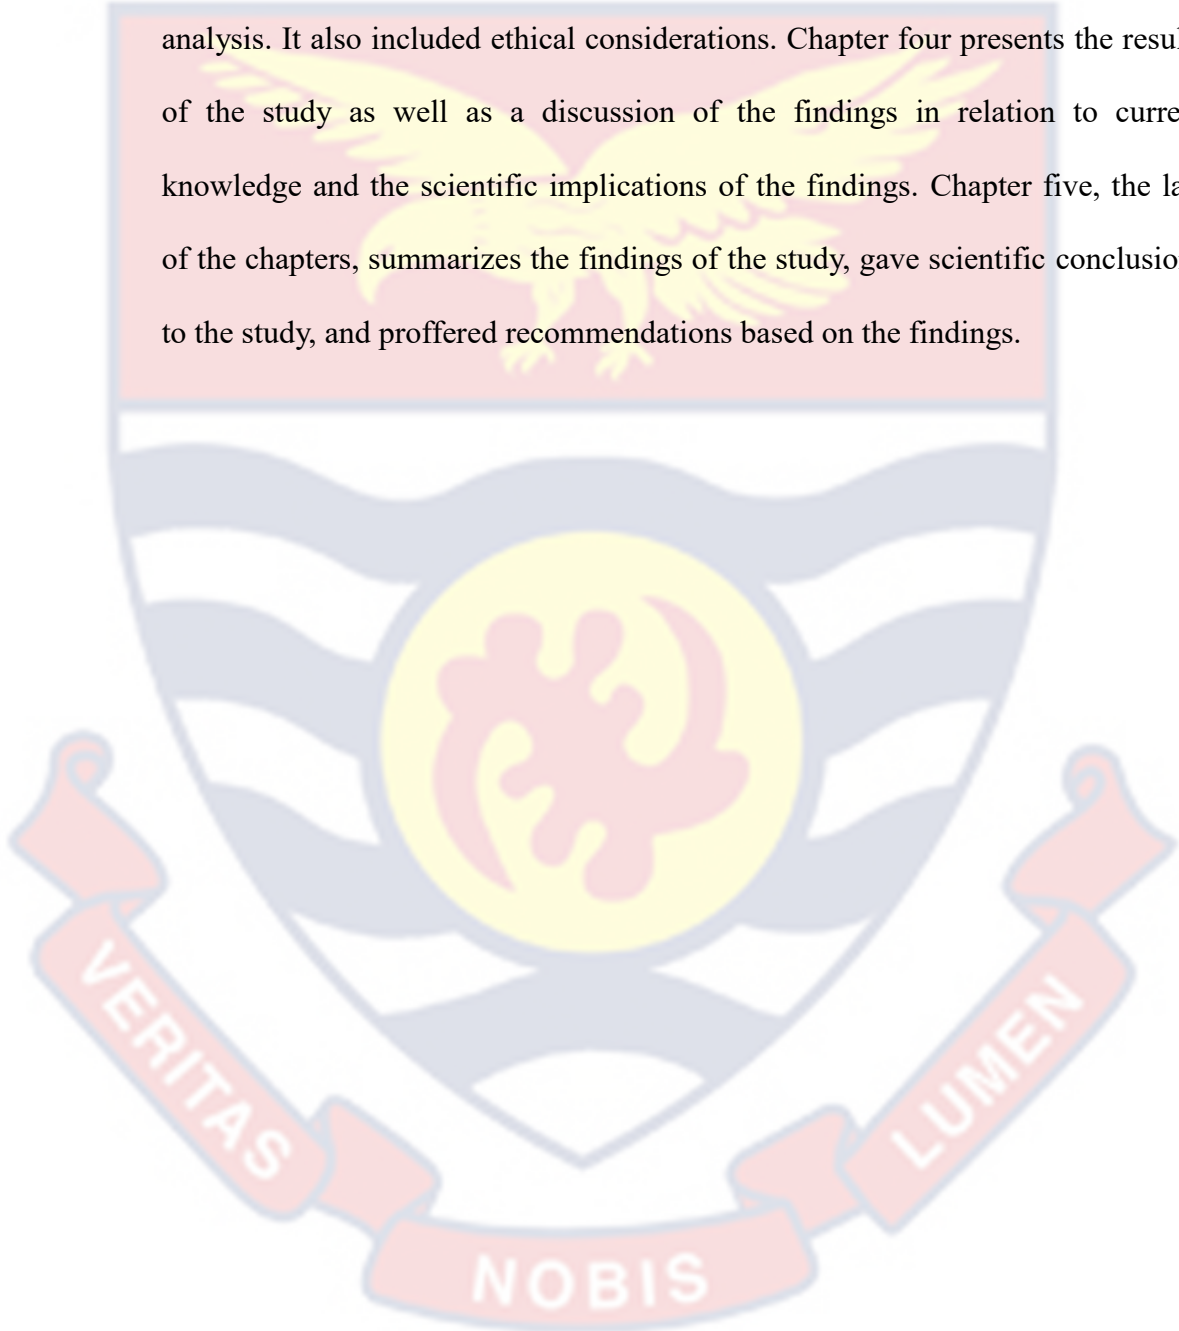 analysis. It also included ethical considerations. Chapter four presents the resul
of the study as well as a discussion of the findings in relation to curre
knowledge and the scientific implications of the findings. Chapter five, the la
of the chapters, summarizes the findings of the study, gave scientific conclusion
to the study, and proffered recommendations based on the findings.
VERITAS
NOBIS
LUMEN